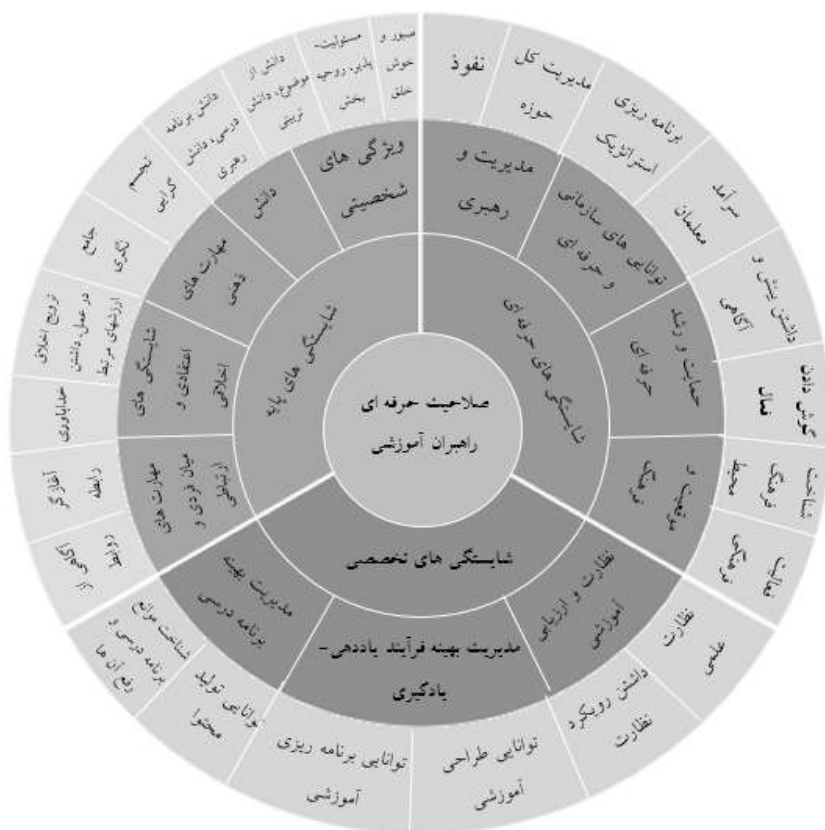 صلاحیت حرفه ای
راهبران آموزشی
شایستگی های حرفه ای
شایستگی های تخصصی
شایستگی های پایه
مدیریت و
رهبری
توانایی های سازمانی
و حرفه ای
حمایت و رشد
حرفه ای
موقعیت و
فرهنگ
نظارت و ارزیابی
آموزشی
مدیریت بهینه فرآیند یاددهی-
یادگیری
مدیریت بهینه
برنامه درسی
مهارت های
میان فردی و
ارتباطی
شایستگی های
اعتقادی و
اخلاقی
مهارت های
ذهنی
دانش
ویژگی های
شخصیتی
نفوذ
مدیریت کل
حوزه
برنامه ریزی
استراتژیک
سرآمد
معلمان
داشتن بینش و
آگاهی
گوش دادن
فعال
شناخت
فرهنگ
محیط
فعالیت
فرهنگی
نظارت
علمی
داشتن رویکرد
نظارت
توانایی طراحی
آموزشی
توانایی برنامه ریزی
آموزشی
توانایی تولید
محتوا
شناخت موانع
برنامه درسی و
رفع آن ها
آگاهی از
روابط
رابطه
آغازگر
خداباوری
ترویج اخلاق
در عمل، داشتن
ارزشهای مرتبط
جامع
نگری
تجسم
گرایی
دانش برنامه
درسی، دانش
رهبری
دانش از
موضوع، دانش
تربیتی
مسئولیت-
پذیر، روحیه
بخش
صبور و
خوش
خلق